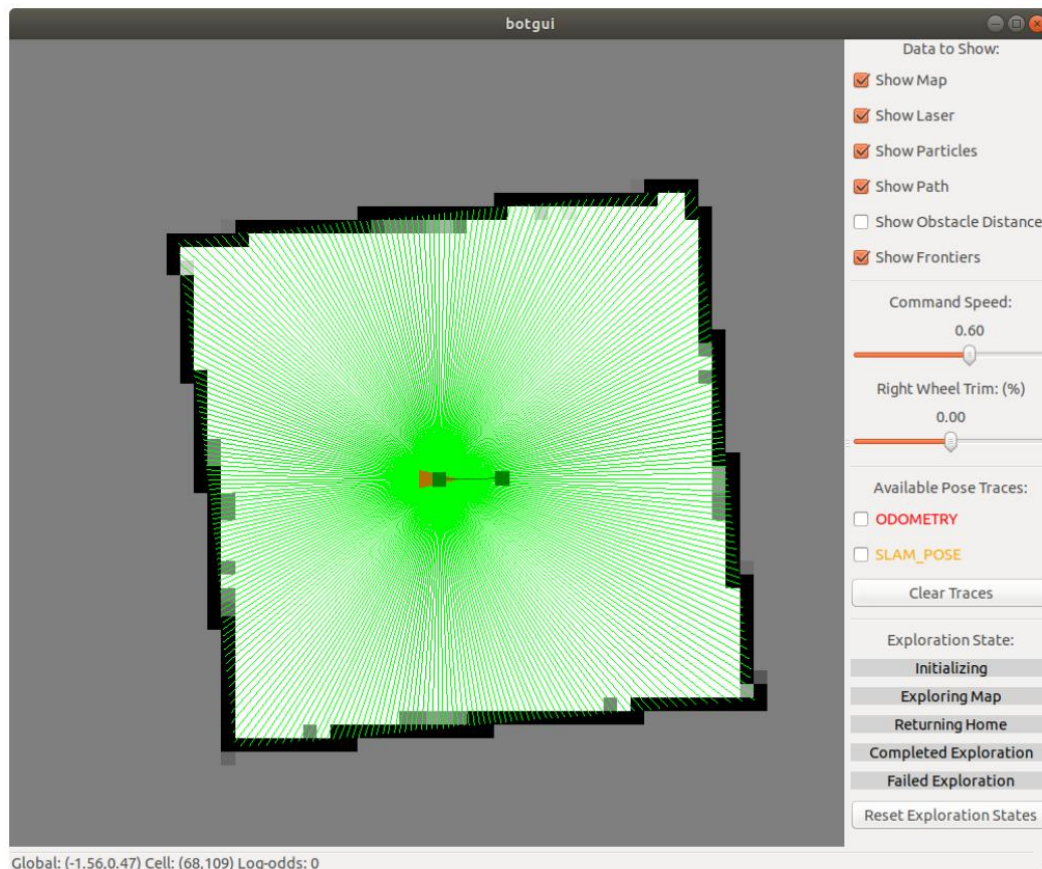 botgui
Data to Show:
Show Map
Show Laser
Show Particles
Show Path
Show Obstacle Distance
Show Frontiers
Command Speed:
0.60
Right Wheel Trim: (%)
0.00
Available Pose Traces:
ODOMETRY
SLAM_POSE
Clear Traces
Exploration State:
Initializing
Exploring Map
Returning Home
Completed Exploration
Failed Exploration
Reset Exploration States
Global: (-1.56,0.47) Cell: (68,109) Log-odds: 0